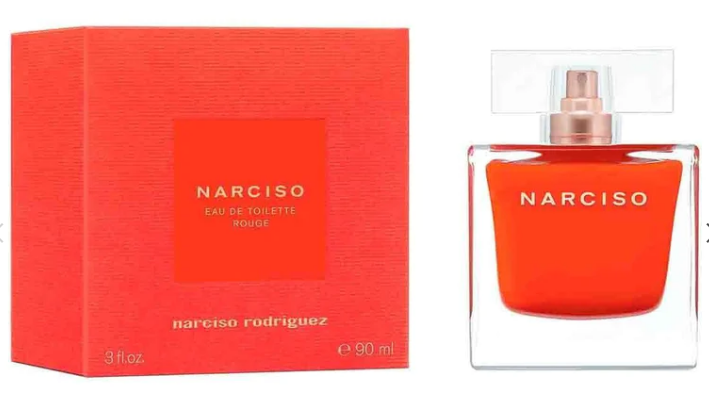 NARCISO
EAU DE TOILETTE
ROUGE
narciso rodriguez
3 fl.oz.
℮ 90 ml
NARCISO